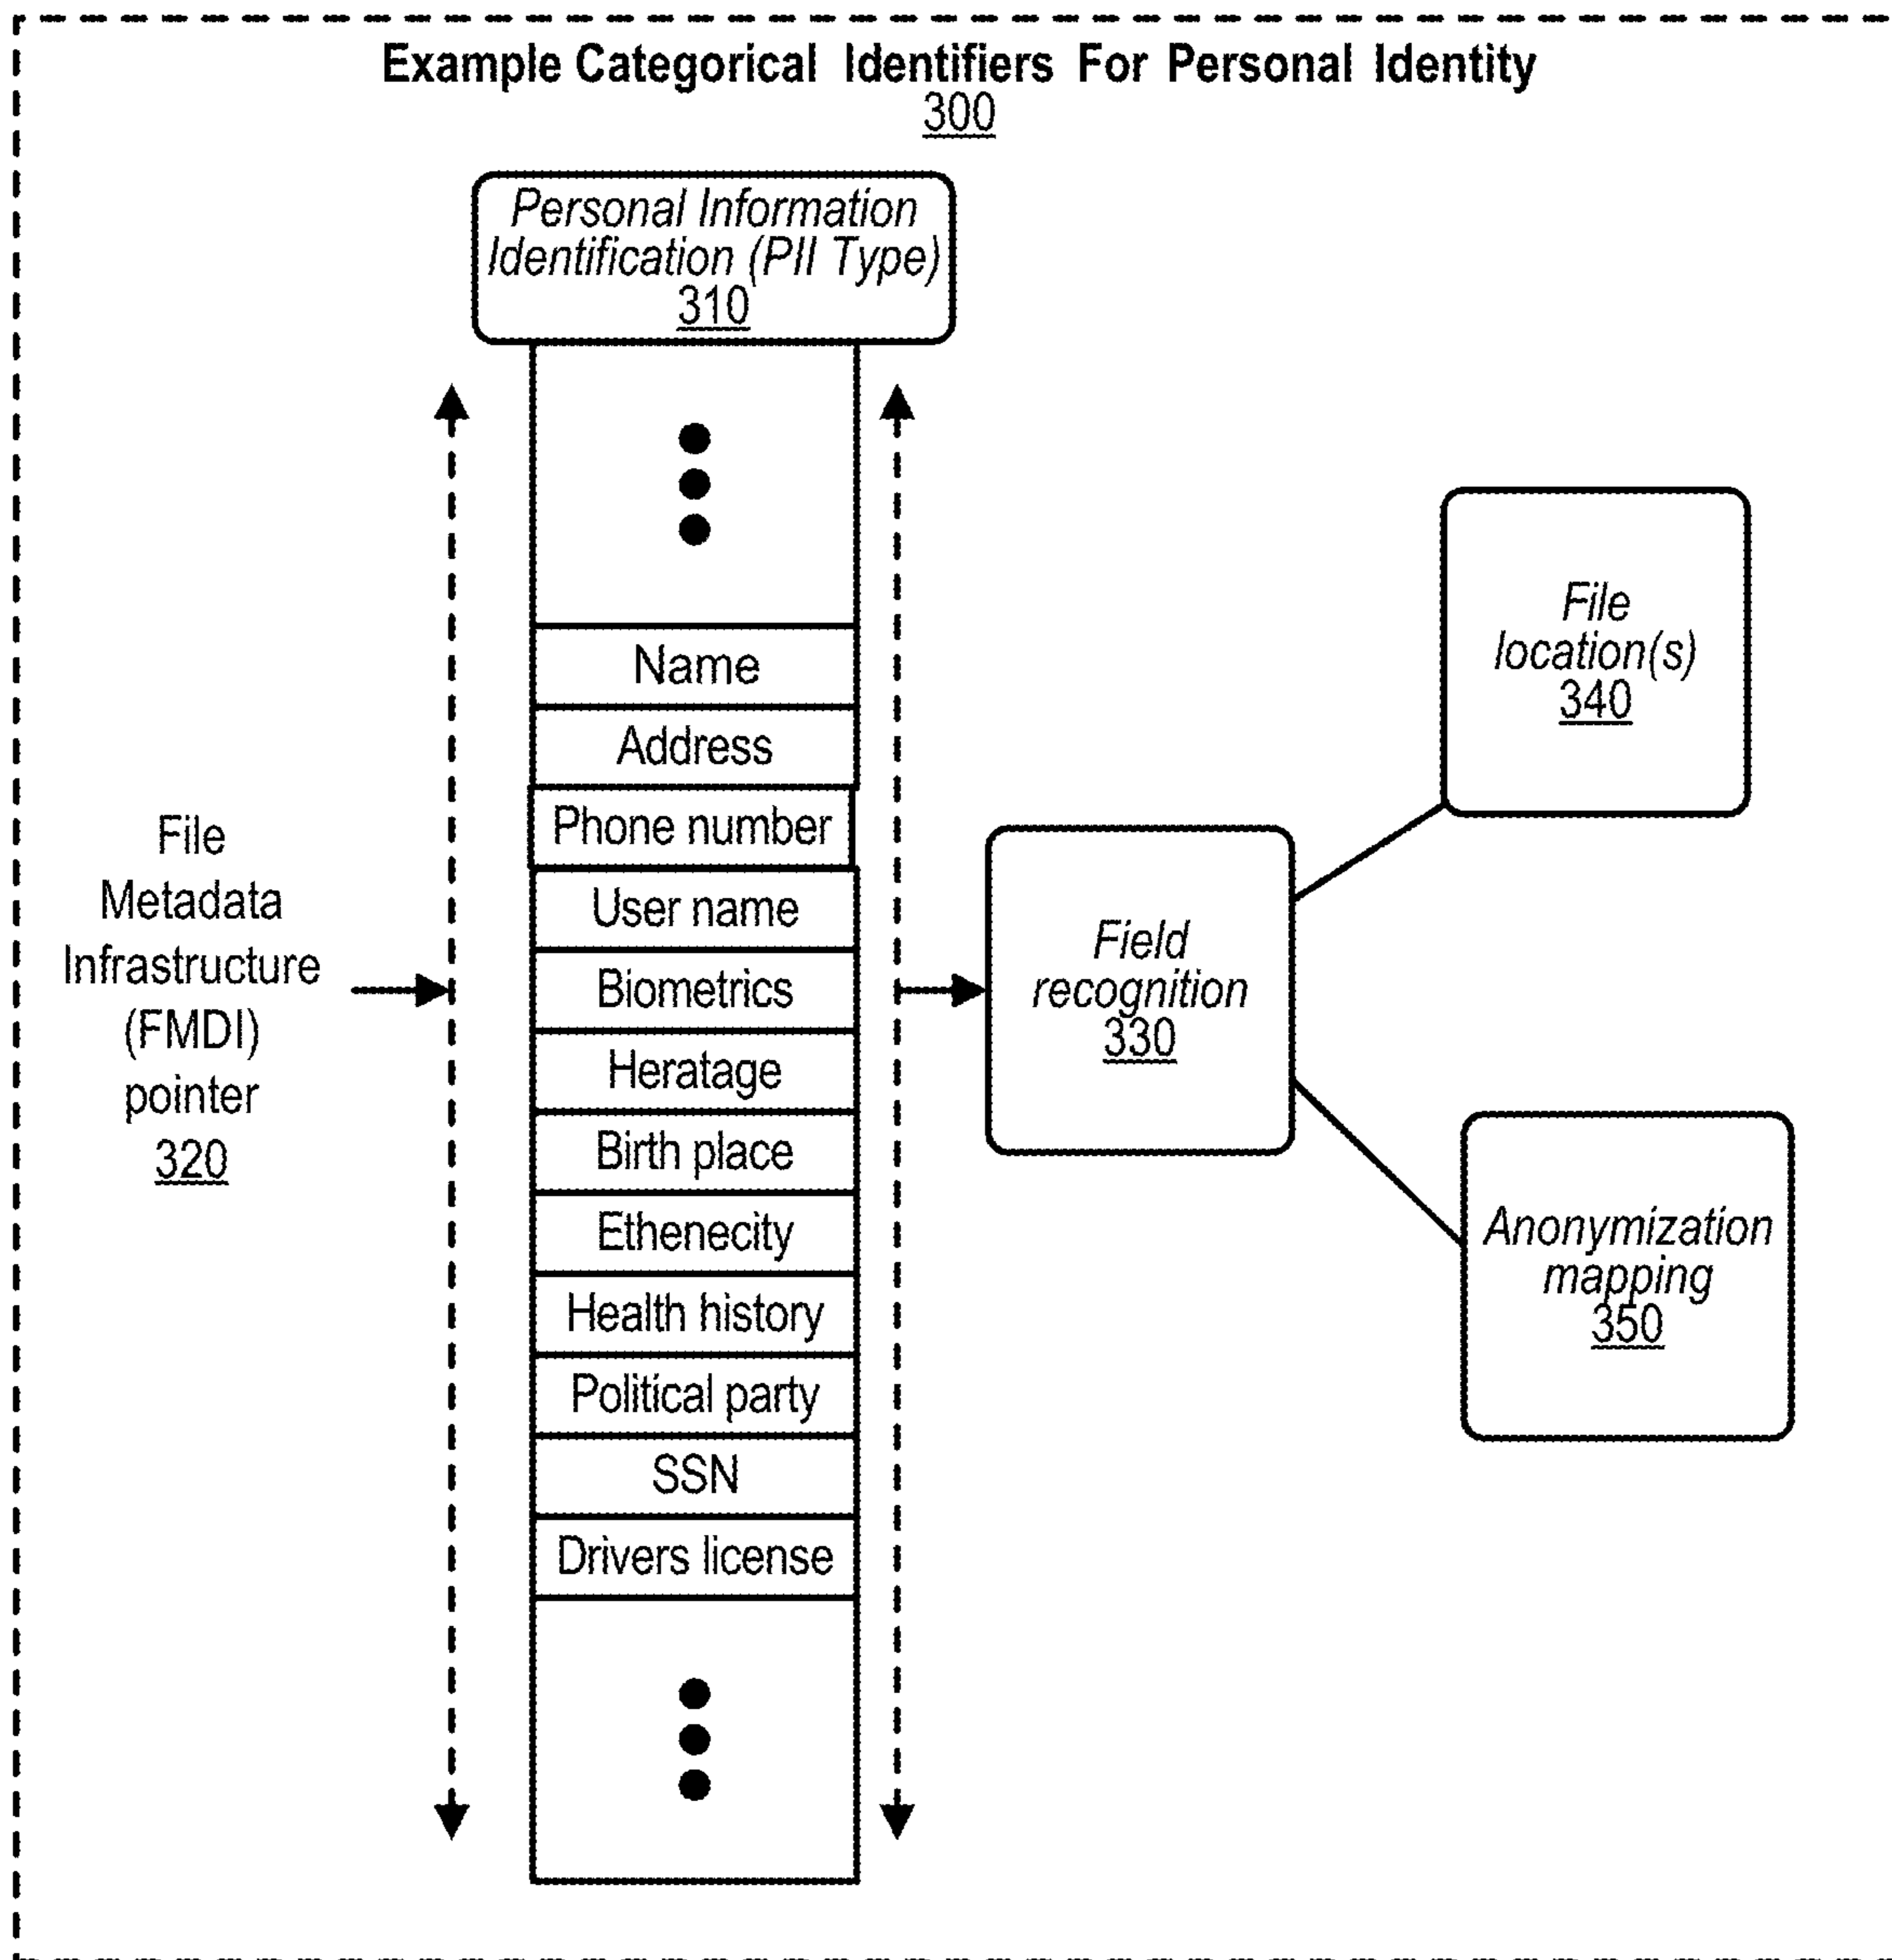 Example Categorical Identifiers For Personal Identity
300
Personal Information
Identification (PII Type)
310
Name
Address
Phone number
User name
Biometrics
Heratage
Birth place
Ethenecity
Health history
Political party
SSN
Drivers license
File
Metadata
Infrastructure
(FMDI)
pointer
320
Field
recognition
330
File
location(s)
340
Anonymization
mapping
350